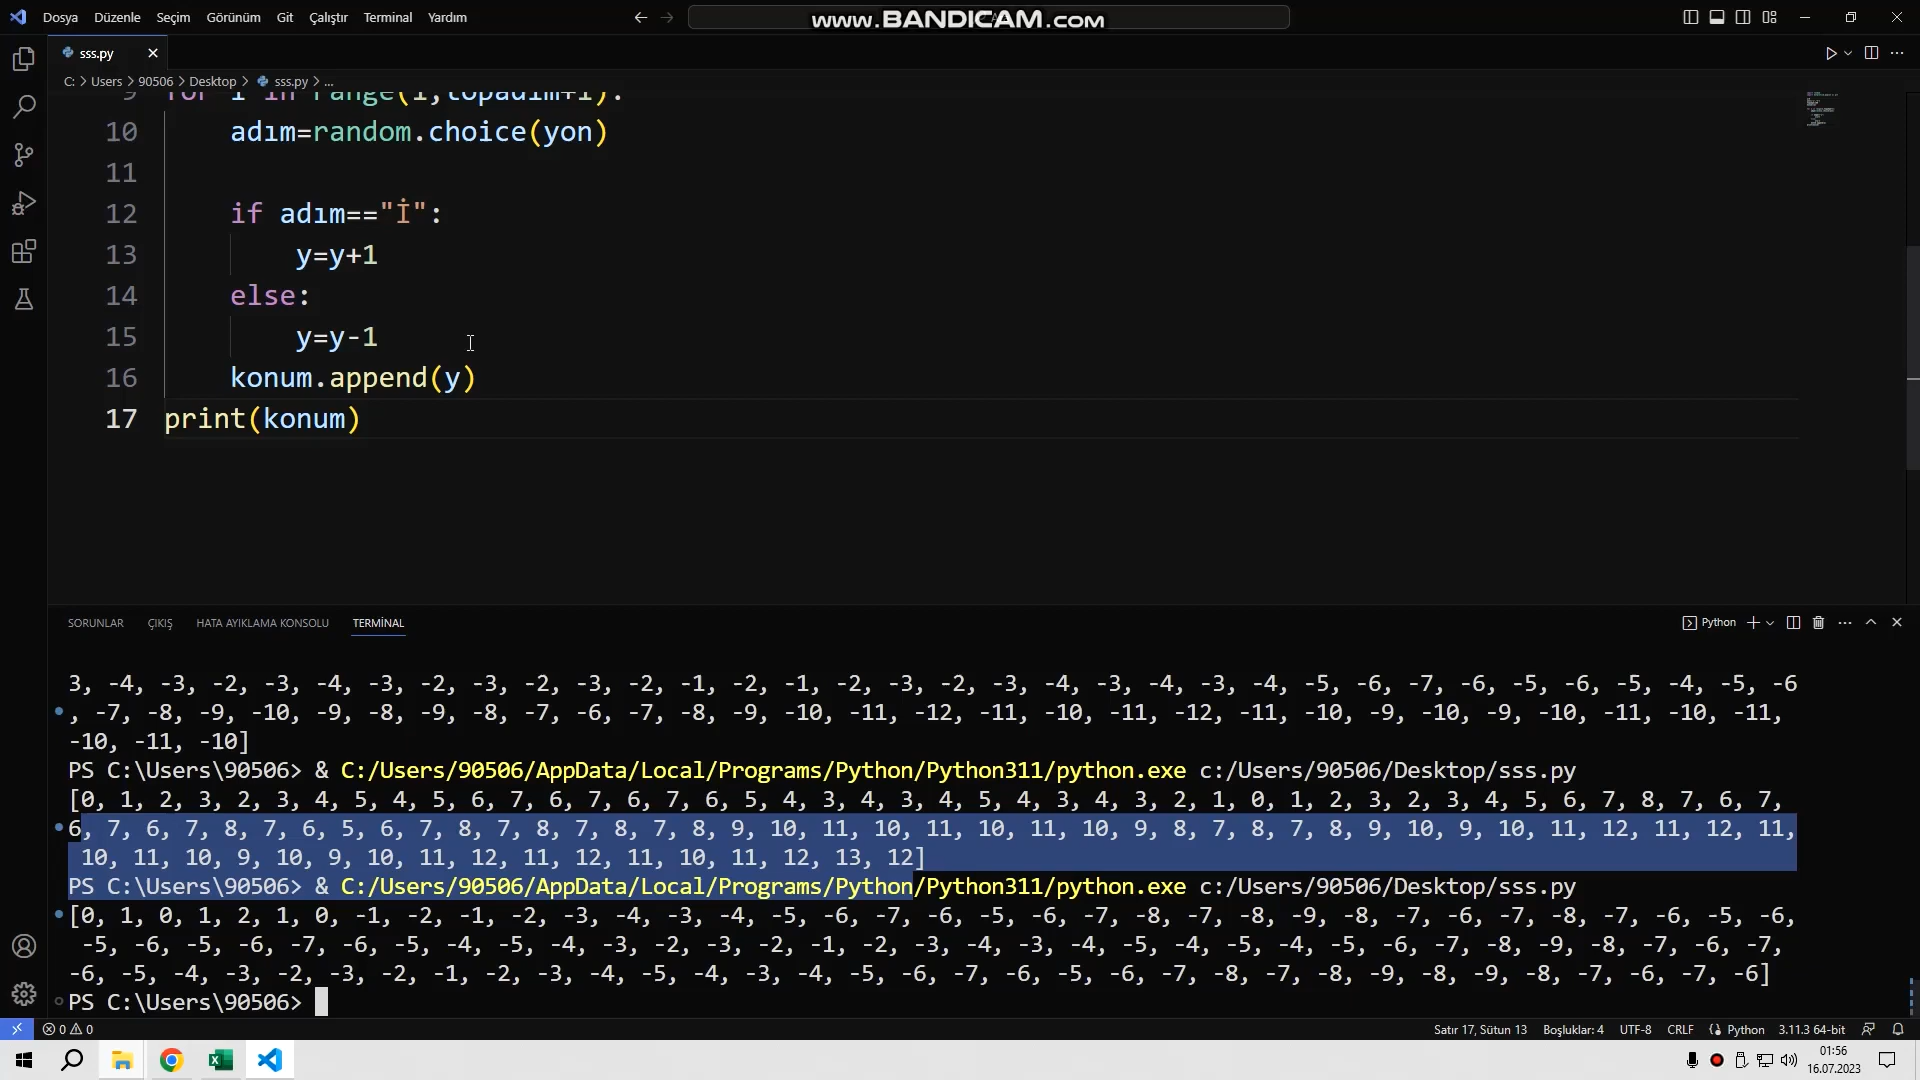 Dosya Düzenle Seçim Görünüm Git Çalıştır Terminal Yardım
www.BANDICAM.com
sss.py
C: > Users > 90506 > Desktop > sss.py > ...
9 for i in range(1,topadim+1):
10 adım=random.choice(yon)
11
12 if adım=="İ":
13 y=y+1
14 else:
15 y=y-1
16 konum.append(y)
17 print(konum)
SORUNLAR ÇIKIŞ HATA AYIKLAMA KONSOLU TERMİNAL
Python
3, -4, -3, -2, -3, -4, -3, -2, -3, -2, -3, -2, -1, -2, -1, -2, -3, -2, -3, -4, -3, -4, -3, -4, -5, -6, -7, -6, -5, -6, -5, -4, -5, -6
, -7, -8, -9, -10, -9, -8, -9, -8, -7, -6, -7, -8, -9, -10, -11, -12, -11, -10, -11, -12, -11, -10, -9, -10, -9, -10, -11, -10, -11,
-10, -11, -10]
PS C:\Users\90506> & C:/Users/90506/AppData/Local/Programs/Python/Python311/python.exe c:/Users/90506/Desktop/sss.py
[0, 1, 2, 3, 2, 3, 4, 5, 4, 5, 6, 7, 6, 7, 6, 7, 6, 5, 4, 3, 4, 3, 4, 5, 4, 3, 4, 3, 2, 1, 0, 1, 2, 3, 2, 3, 4, 5, 6, 7, 8, 7, 6, 7,
6, 7, 6, 7, 8, 7, 6, 5, 6, 7, 8, 7, 8, 7, 8, 7, 8, 9, 10, 11, 10, 11, 10, 11, 10, 9, 8, 7, 8, 7, 8, 9, 10, 9, 10, 11, 12, 11, 12, 11,
10, 11, 10, 9, 10, 9, 10, 11, 12, 11, 12, 11, 10, 11, 12, 13, 12]
PS C:\Users\90506> & C:/Users/90506/AppData/Local/Programs/Python/Python311/python.exe c:/Users/90506/Desktop/sss.py
[0, 1, 0, 1, 2, 1, 0, -1, -2, -1, -2, -3, -4, -3, -4, -5, -6, -7, -6, -5, -6, -7, -8, -7, -8, -9, -8, -7, -6, -7, -8, -7, -6, -5, -6,
-5, -6, -5, -6, -7, -6, -5, -4, -5, -4, -3, -2, -3, -2, -1, -2, -3, -4, -3, -4, -5, -4, -5, -4, -5, -6, -7, -8, -9, -8, -7, -6, -7,
-6, -5, -4, -3, -2, -3, -2, -1, -2, -3, -4, -5, -4, -3, -4, -5, -6, -7, -6, -5, -6, -7, -8, -7, -8, -9, -8, -9, -8, -7, -6, -7, -6]
PS C:\Users\90506>
0 0 Satır 17, Sütun 13 Boşluklar: 4 UTF-8 CRLF Python 3.11.3 64-bit
01:56
16.07.2023